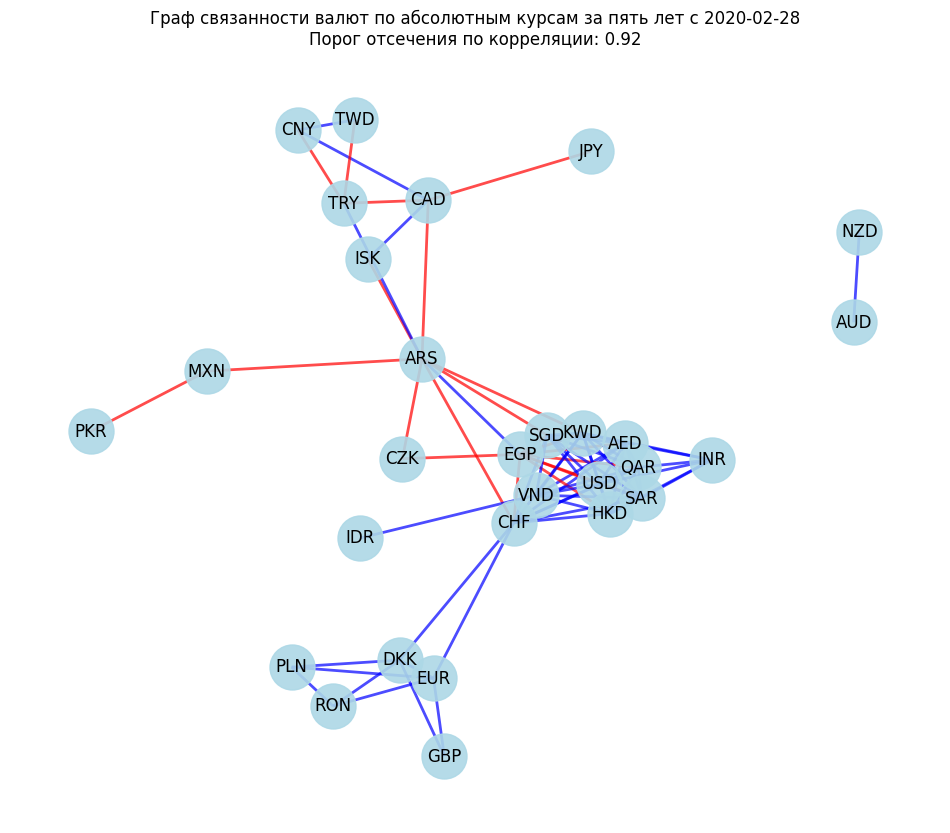 Граф связанности валют по абсолютным курсам за пять лет с 2020-02-28
Порог отсечения по корреляции: 0.92
TWD
CNY
JPY
CAD
TRY
NZD
ISK
AUD
ARS
MXN
PKR
KWD
SGD
AED
EGP
CZK
INR
QAR
USD
VND
SAR
HKD
CHF
IDR
DKK
PLN
EUR
RON
GBP